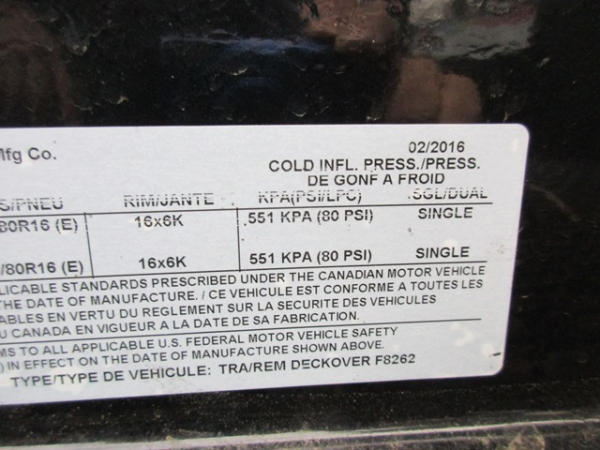 Mfg Co. 02/2016
COLD INFL. PRESS./PRESS.
DE GONF A FROID
S/PNEU RIM/JANTE KPA(PSI/LPC) SGL/DUAL
80R16 (E) 16x6K 551 KPA (80 PSI) SINGLE
/80R16 (E) 16x6K 551 KPA (80 PSI) SINGLE
LICABLE STANDARDS PRESCRIBED UNDER THE CANADIAN MOTOR VEHICLE
THE DATE OF MANUFACTURE. / CE VEHICULE EST CONFORME A TOUTES LES
ABLES EN VERTU DU REGLEMENT SUR LA SECURITE DES VEHICULES
U CANADA EN VIGUEUR A LA DATE DE SA FABRICATION.
MS TO ALL APPLICABLE U.S. FEDERAL MOTOR VEHICLE SAFETY
) IN EFFECT ON THE DATE OF MANUFACTURE SHOWN ABOVE.
TYPE/TYPE DE VEHICULE: TRA/REM DECKOVER F8262